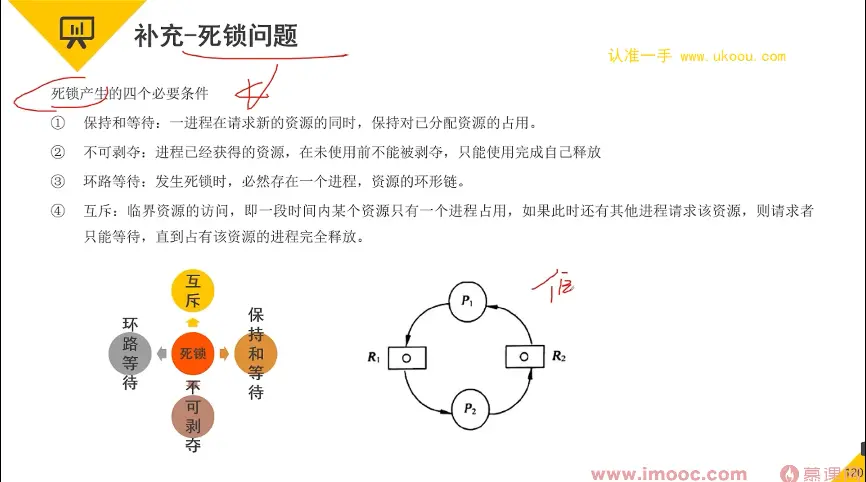 补充-死锁问题
认准一手 www.ukoou.com
死锁产生的四个必要条件
① 保持和等待：一进程在请求新的资源的同时，保持对已分配资源的占用。
② 不可剥夺：进程已经获得的资源，在未使用前不能被剥夺，只能使用完成自己释放
③ 环路等待：发生死锁时，必然存在一个进程，资源的环形链。
④ 互斥：临界资源的访问，即一段时间内某个资源只有一个进程占用，如果此时还有其他进程请求该资源，则请求者
只能等待，直到占有该资源的进程完全释放。
互斥
环路等待
死锁
保持和等待
不可剥夺
P1
R1
R2
P2
www.imooc.com
慕课
120